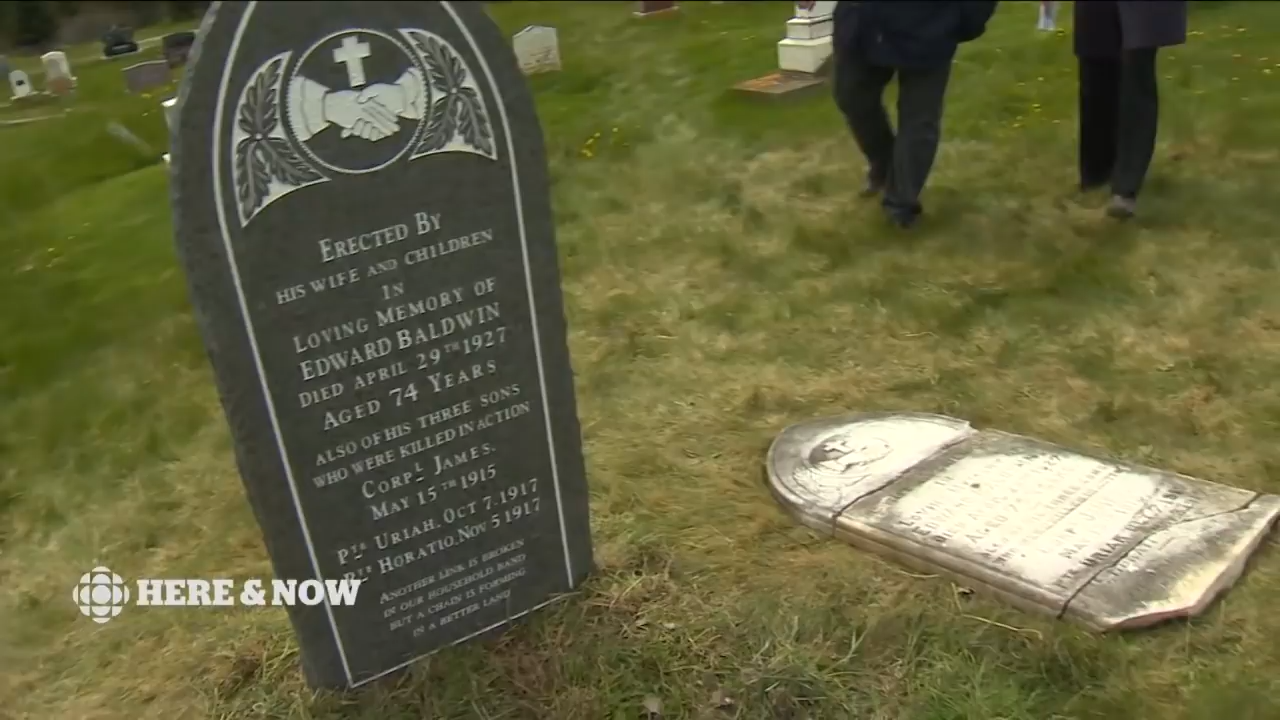 ERECTED BY
HIS WIFE AND CHILDREN
IN
LOVING MEMORY OF
EDWARD BALDWIN
DIED APRIL 29TH 1927
AGED 74 YEARS
ALSO OF HIS THREE SONS
WHO WERE KILLED IN ACTION
CORPL JAMES.
MAY 15TH 1915
PTE URIAH. OCT 7. 1917
PTE HORATIO. NOV 5 1917
ANOTHER LINK IS BROKEN
IN OUR HOUSEHOLD BAND
BUT A CHAIN IS FORMING
IN A BETTER LAND
HERE & NOW